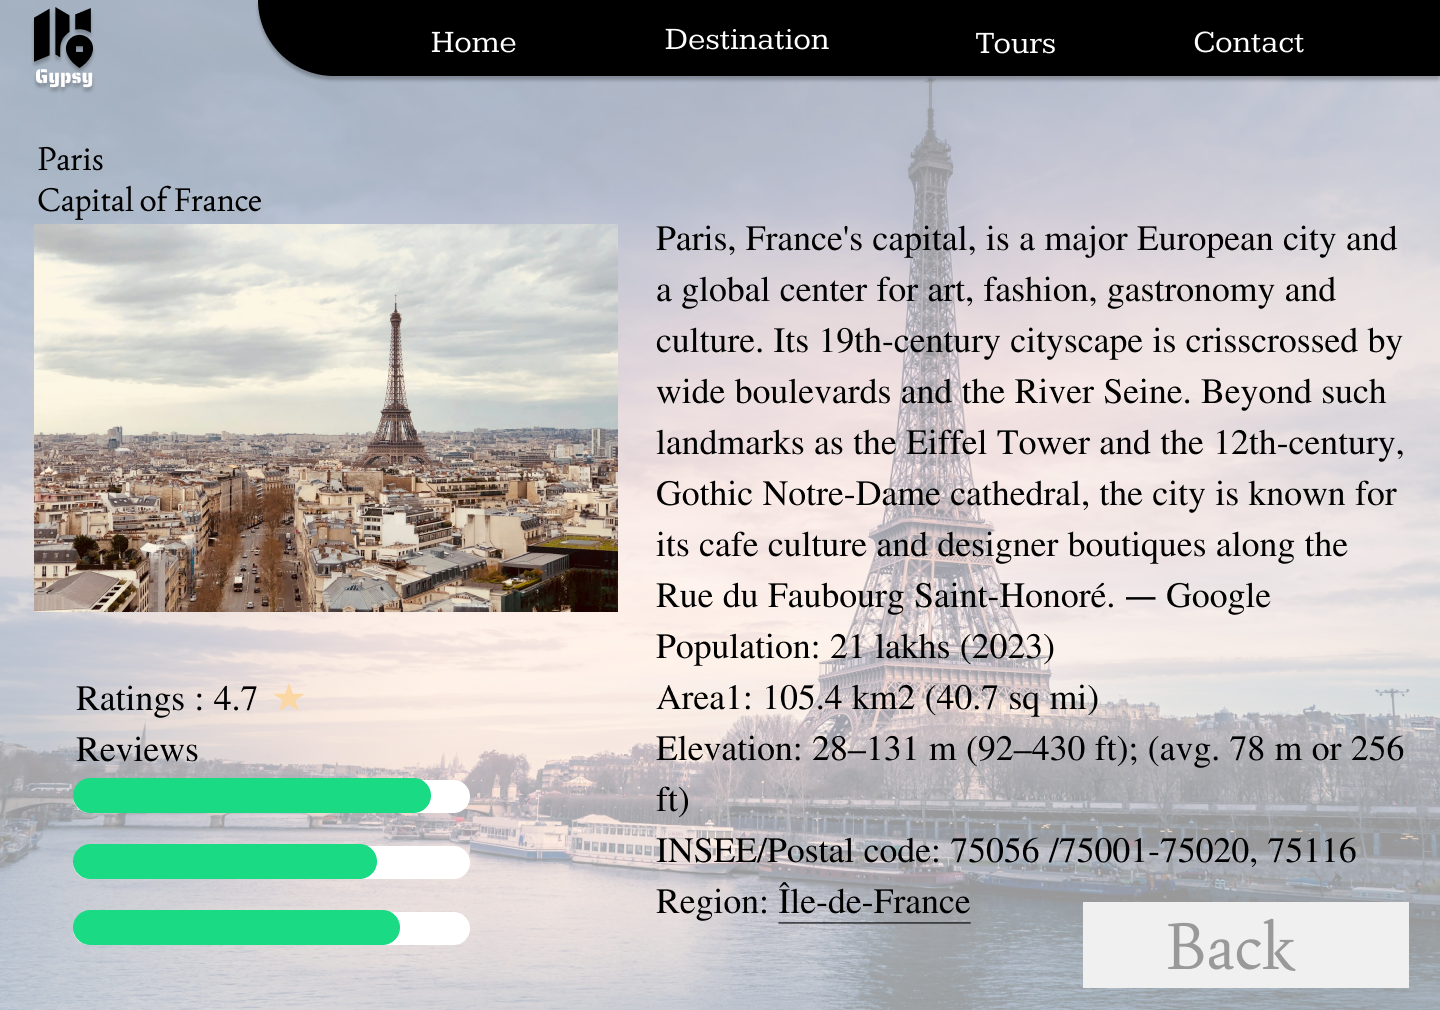 Gypsy
Home
Destination
Tours
Contact
Paris
Capital of France
Paris, France's capital, is a major European city and
a global center for art, fashion, gastronomy and
culture. Its 19th-century cityscape is crisscrossed by
wide boulevards and the River Seine. Beyond such
landmarks as the Eiffel Tower and the 12th-century,
Gothic Notre-Dame cathedral, the city is known for
its cafe culture and designer boutiques along the
Rue du Faubourg Saint-Honoré. — Google
Population: 21 lakhs (2023)
Area1: 105.4 km2 (40.7 sq mi)
Elevation: 28–131 m (92–430 ft); (avg. 78 m or 256
ft)
INSEE/Postal code: 75056 /75001-75020, 75116
Region: Île-de-France
Ratings : 4.7
Reviews
Back